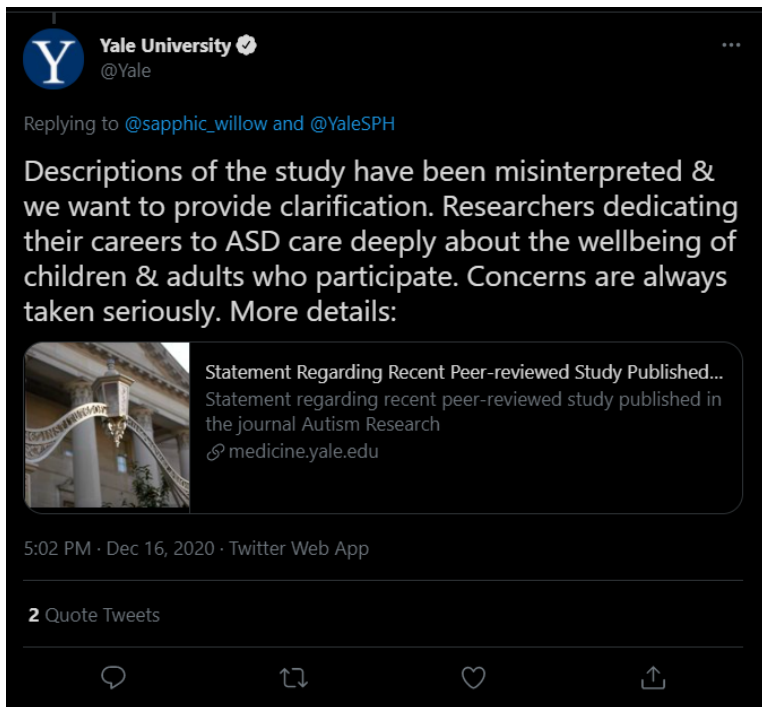 Y
Yale University
@Yale
Replying to @sapphic_willow and @YaleSPH
Descriptions of the study have been misinterpreted &
we want to provide clarification. Researchers dedicating
their careers to ASD care deeply about the wellbeing of
children & adults who participate. Concerns are always
taken seriously. More details:
Statement Regarding Recent Peer-reviewed Study Published...
Statement regarding recent peer-reviewed study published in
the journal Autism Research
medicine.yale.edu
5:02 PM · Dec 16, 2020 · Twitter Web App
2 Quote Tweets